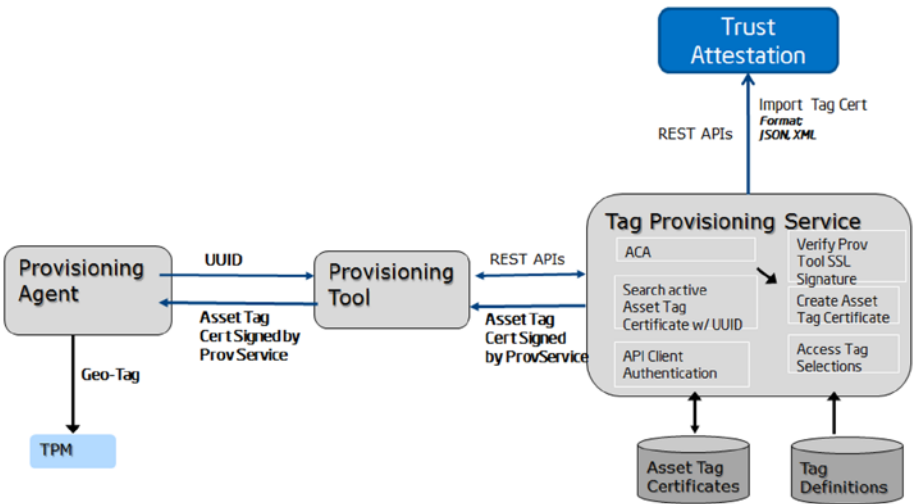 Trust
Attestation
Import Tag Cert
Format:
JSON, XML
REST APIs
Tag Provisioning Service
ACA
Search active
Asset Tag
Certificate w/ UUID
API Client
Authentication
Verify Prov
Tool SSL
Signature
Create Asset
Tag Certificate
Access Tag
Selections
Provisioning
Agent
UUID
Asset Tag
Cert Signed by
Prov Service
Provisioning
Tool
REST APIs
Asset Tag
Cert Signed
by ProvService
Geo-Tag
TPM
Asset Tag
Certificates
Tag
Definitions